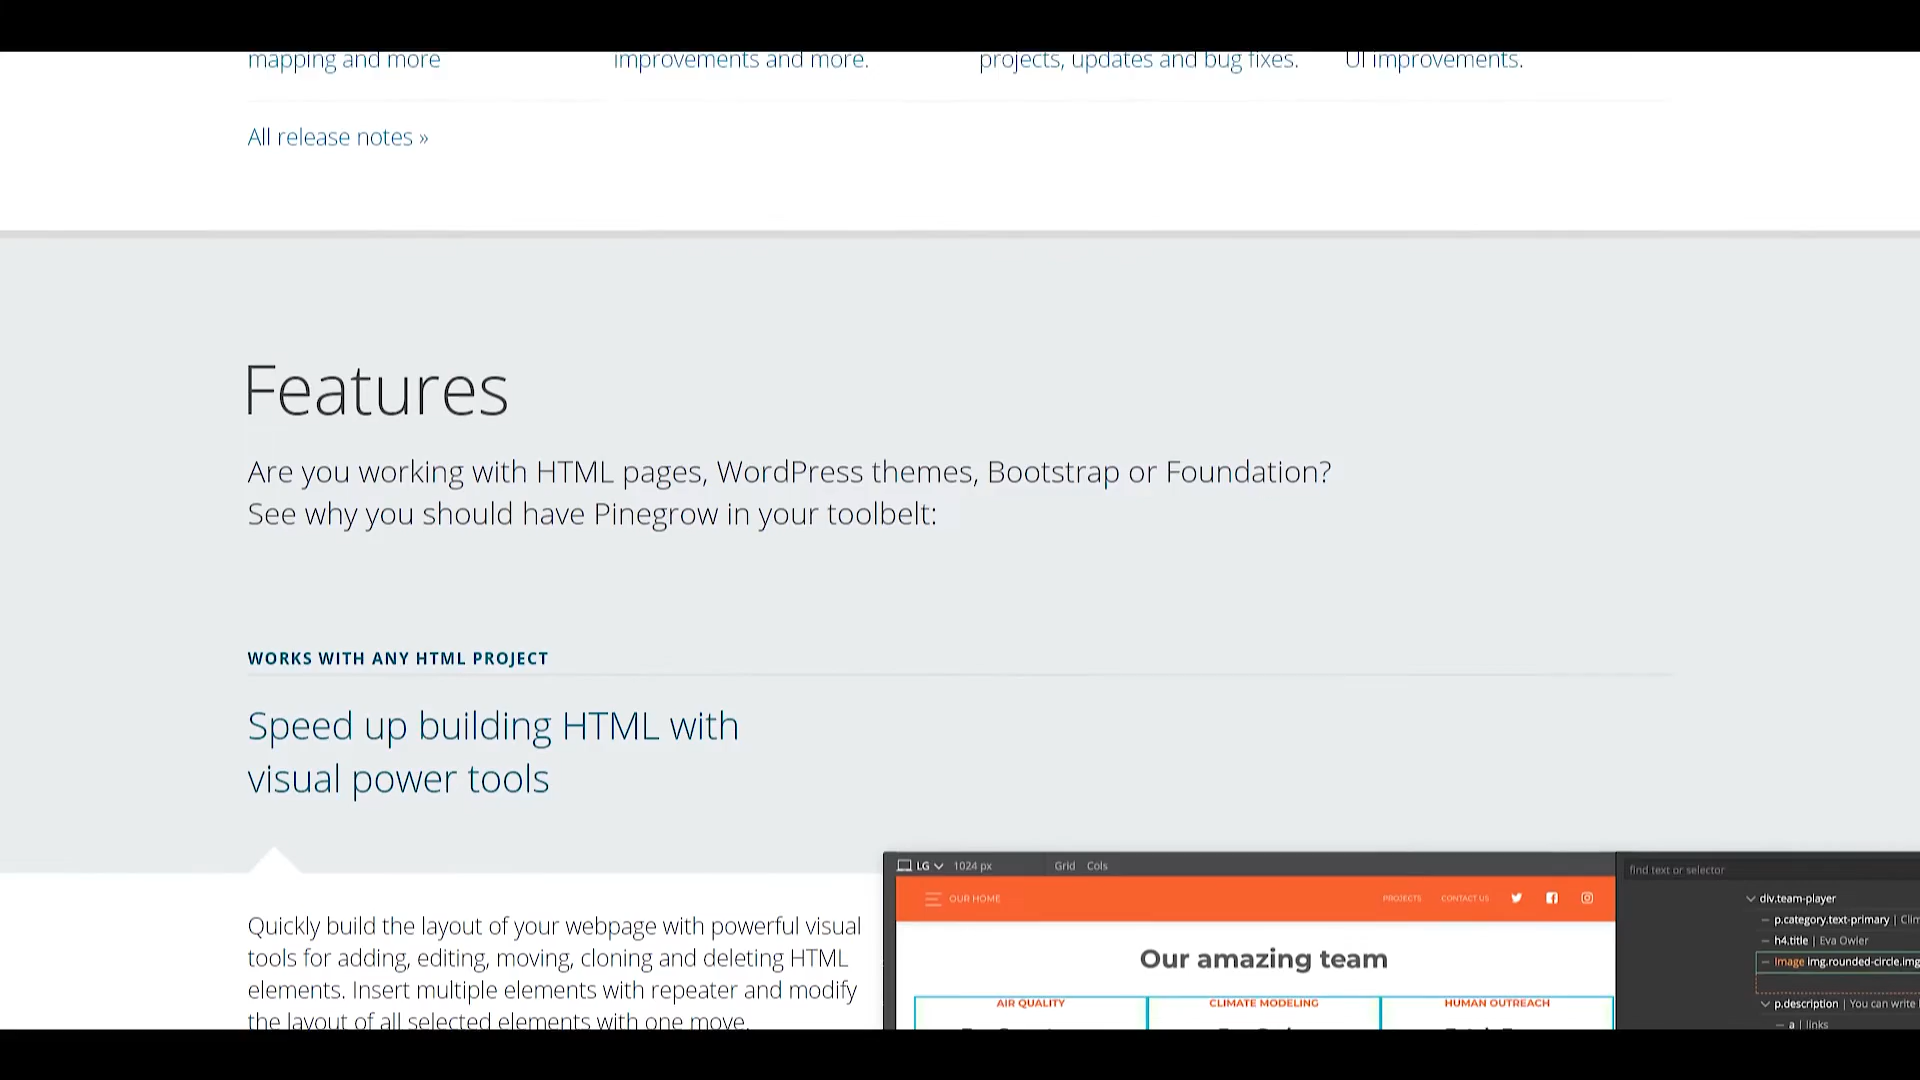 mapping and more
improvements and more.
projects, updates and bug fixes.
UI improvements.
All release notes »
Features
Are you working with HTML pages, WordPress themes, Bootstrap or Foundation?
See why you should have Pinegrow in your toolbelt:
WORKS WITH ANY HTML PROJECT
Speed up building HTML with
visual power tools
Quickly build the layout of your webpage with powerful visual
tools for adding, editing, moving, cloning and deleting HTML
elements. Insert multiple elements with repeater and modify
the layout of all selected elements with one move.
LG 1024 px Grid Cols
OUR HOME PROJECTS CONTACT US
Our amazing team
AIR QUALITY CLIMATE MODELING HUMAN OUTREACH
find text or selector
div.team-player
p.category.text-primary | Clim
h4.title | Eva Owler
Image img.rounded-circle.img
p.description | You can write
a | links